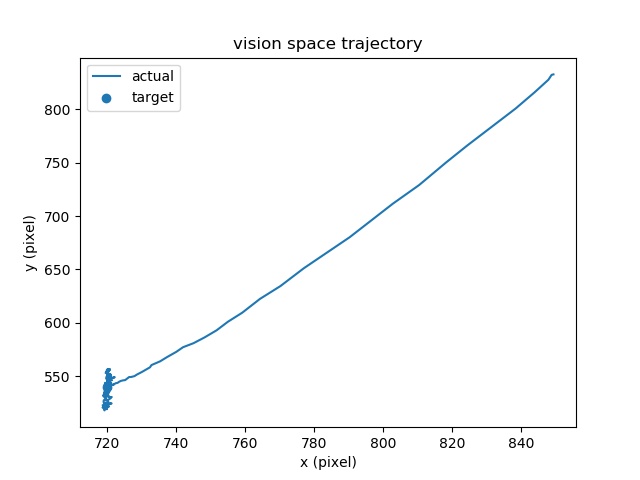 vision space trajectory
actual
target
800
750
700
650
600
550
y (pixel)
720 740 760 780 800 820 840
x (pixel)